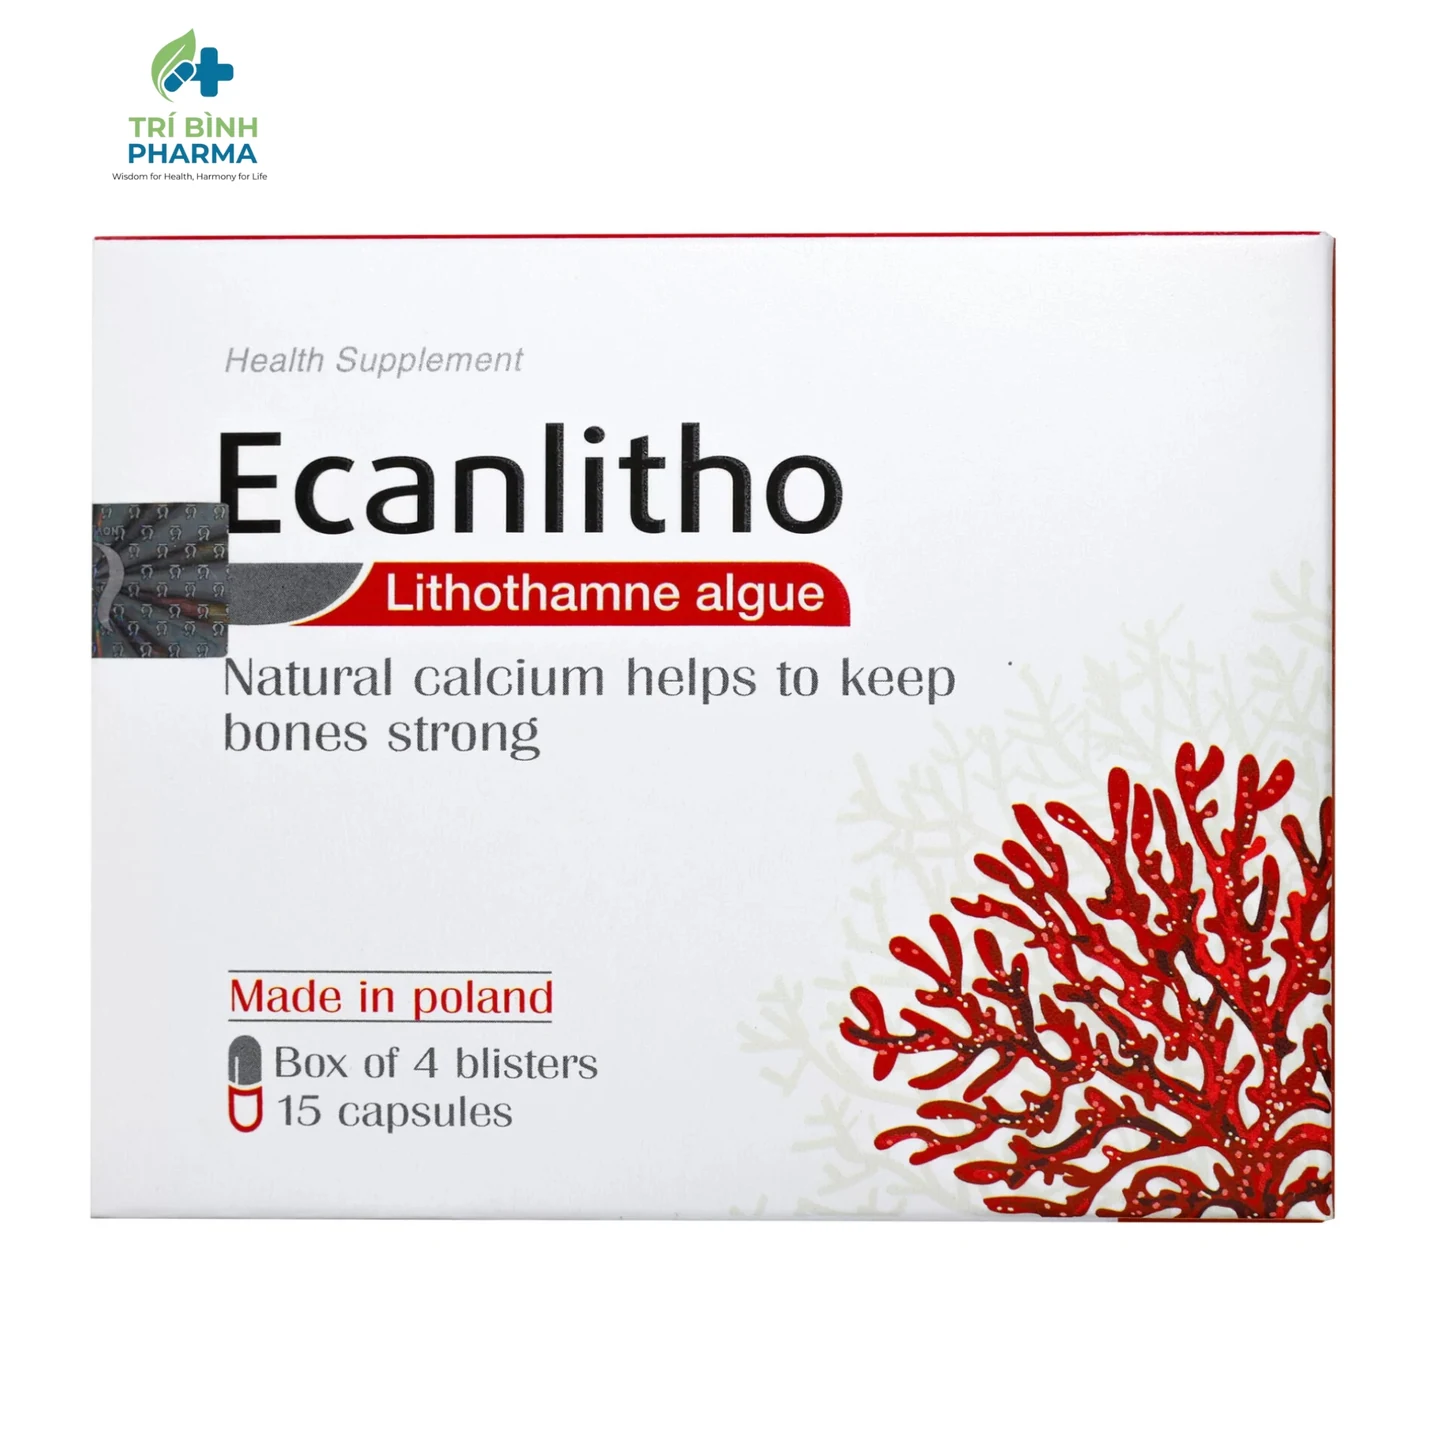 TRÍ BÌNH
PHARMA
Wisdom for Health, Harmony for Life
Health Supplement
Ecanlitho
Lithothamne algue
Natural calcium helps to keep
bones strong
Made in poland
Box of 4 blisters
15 capsules